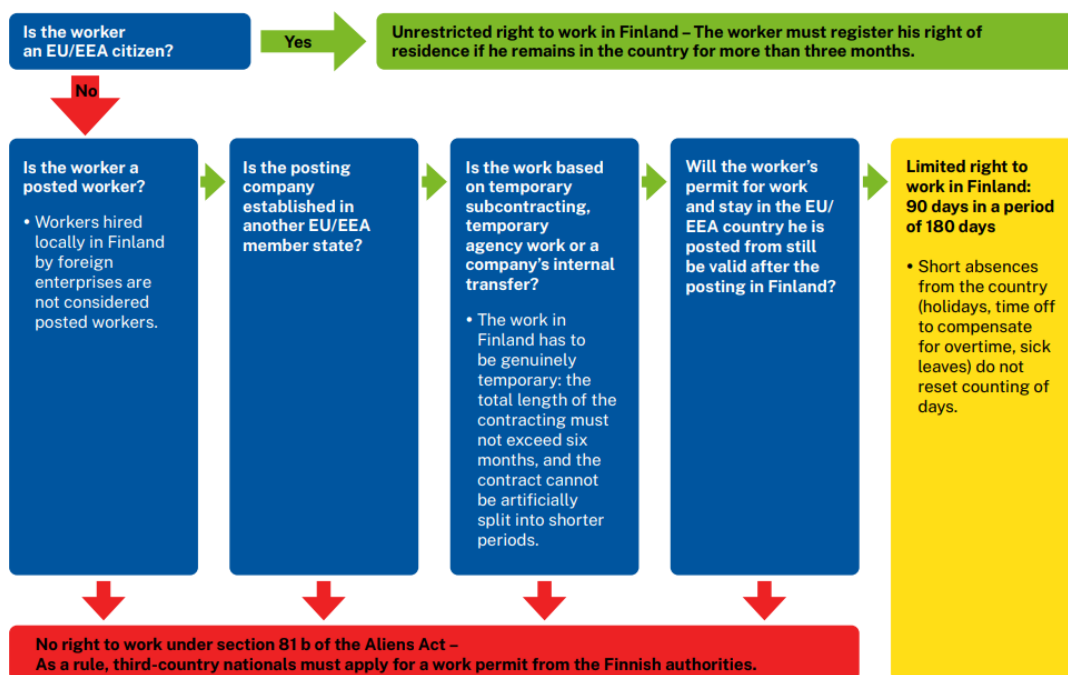 Is the worker
an EU/EEA citizen?
Yes
Unrestricted right to work in Finland – The worker must register his right of
residence if he remains in the country for more than three months.
No
Is the worker a
posted worker?
• Workers hired
locally in Finland
by foreign
enterprises are
not considered
posted workers.
Is the posting
company
established in
another EU/EEA
member state?
Is the work based
on temporary
subcontracting,
temporary
agency work or a
company's internal
transfer?
• The work in
Finland has to
be genuinely
temporary: the
total length of the
contracting must
not exceed six
months, and the
contract cannot
be artificially
split into shorter
periods.
Will the worker's
permit for work
and stay in the EU/
EEA country he is
posted from still
be valid after the
posting in Finland?
Limited right to
work in Finland:
90 days in a period
of 180 days
• Short absences
from the country
(holidays, time off
to compensate
for overtime, sick
leaves) do not
reset counting of
days.
No right to work under section 81 b of the Aliens Act –
As a rule, third-country nationals must apply for a work permit from the Finnish authorities.